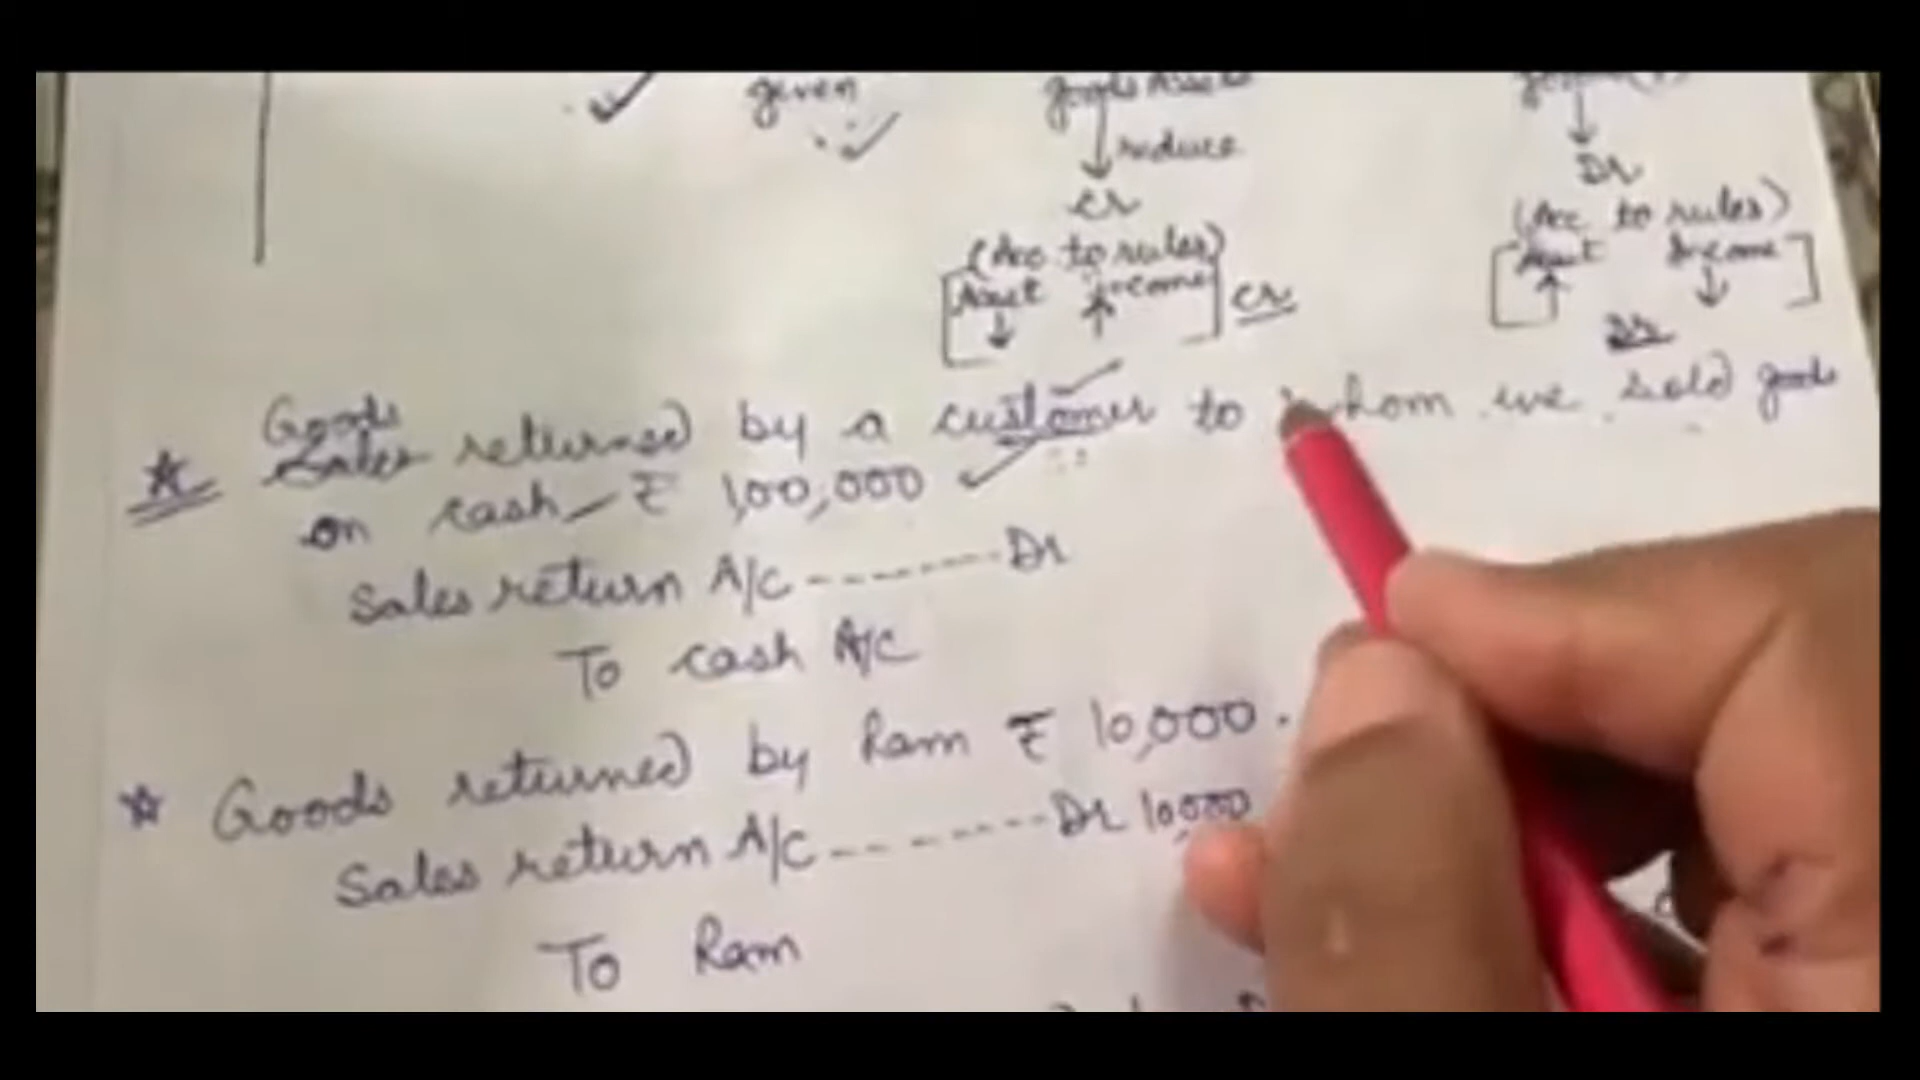 given
goods Assets
reduce
Cr
Dr
(Acc to rules)
(Acc to rules)
Asset Income
Cr
Income
Dr
Goods
Sales returned by a customer to whom we sold goods
on cash ₹ 1,00,000
Sales return A/c --------- Dr
To cash A/C
Goods returned by Ram ₹ 10,000.
Sales return A/c --------- Dr 10,000
To Ram